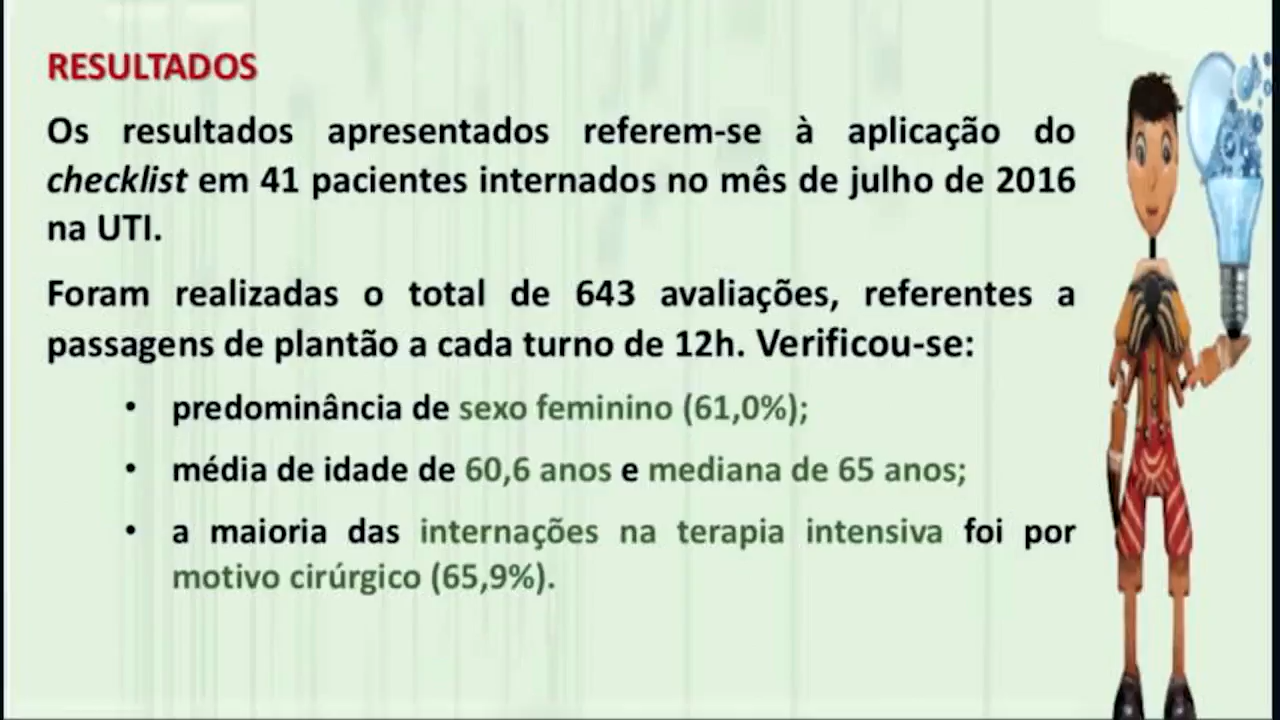 RESULTADOS
Os resultados apresentados referem-se à aplicação do
checklist em 41 pacientes internados no mês de julho de 2016
na UTI.
Foram realizadas o total de 643 avaliações, referentes a
passagens de plantão a cada turno de 12h. Verificou-se:
• predominância de sexo feminino (61,0%);
• média de idade de 60,6 anos e mediana de 65 anos;
• a maioria das internações na terapia intensiva foi por
motivo cirúrgico (65,9%).